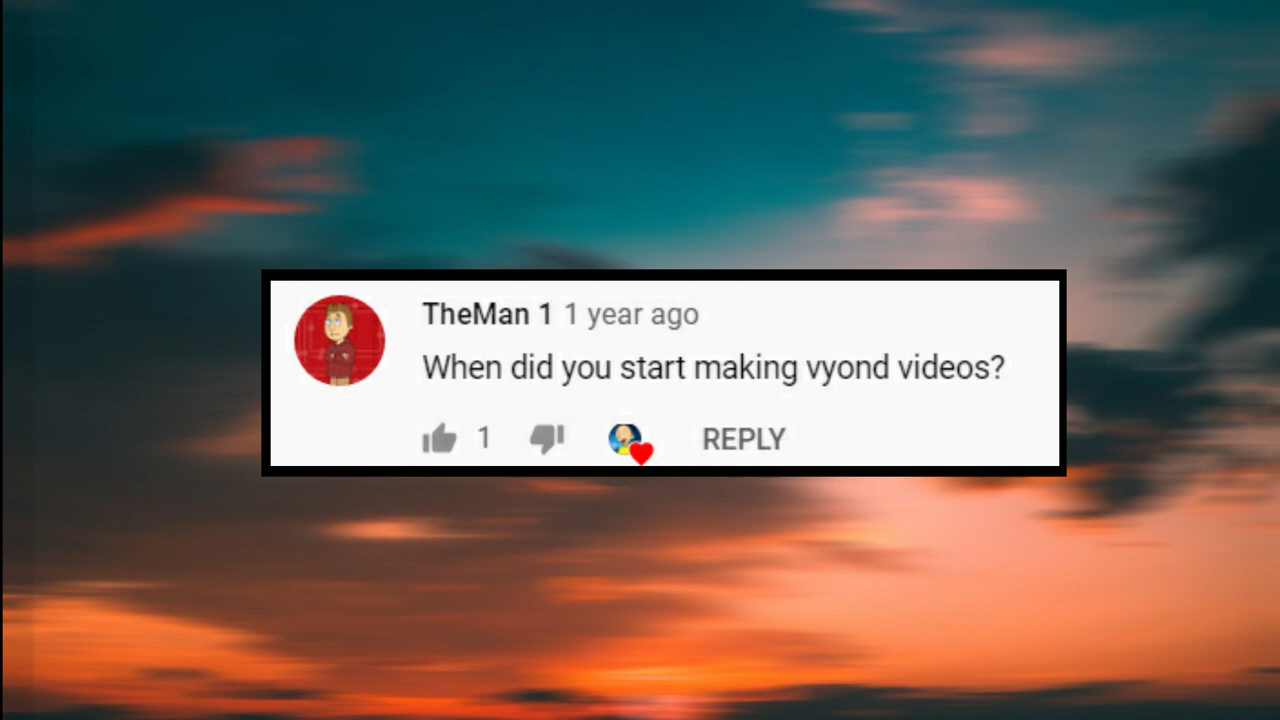 TheMan 1 1 year ago
When did you start making vyond videos?
1 REPLY